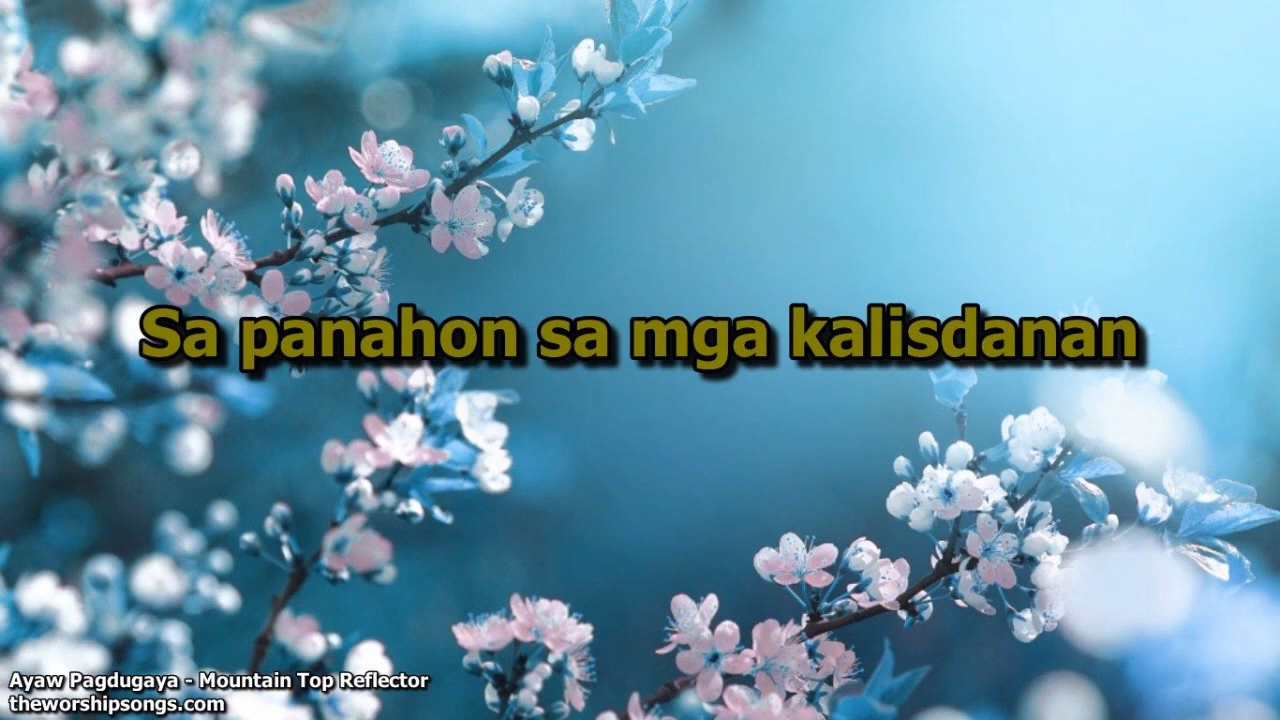 Sa panahon sa mga kalisdanan
Ayaw Pagdugaya - Mountain Top Reflector
theworshipsongs.com